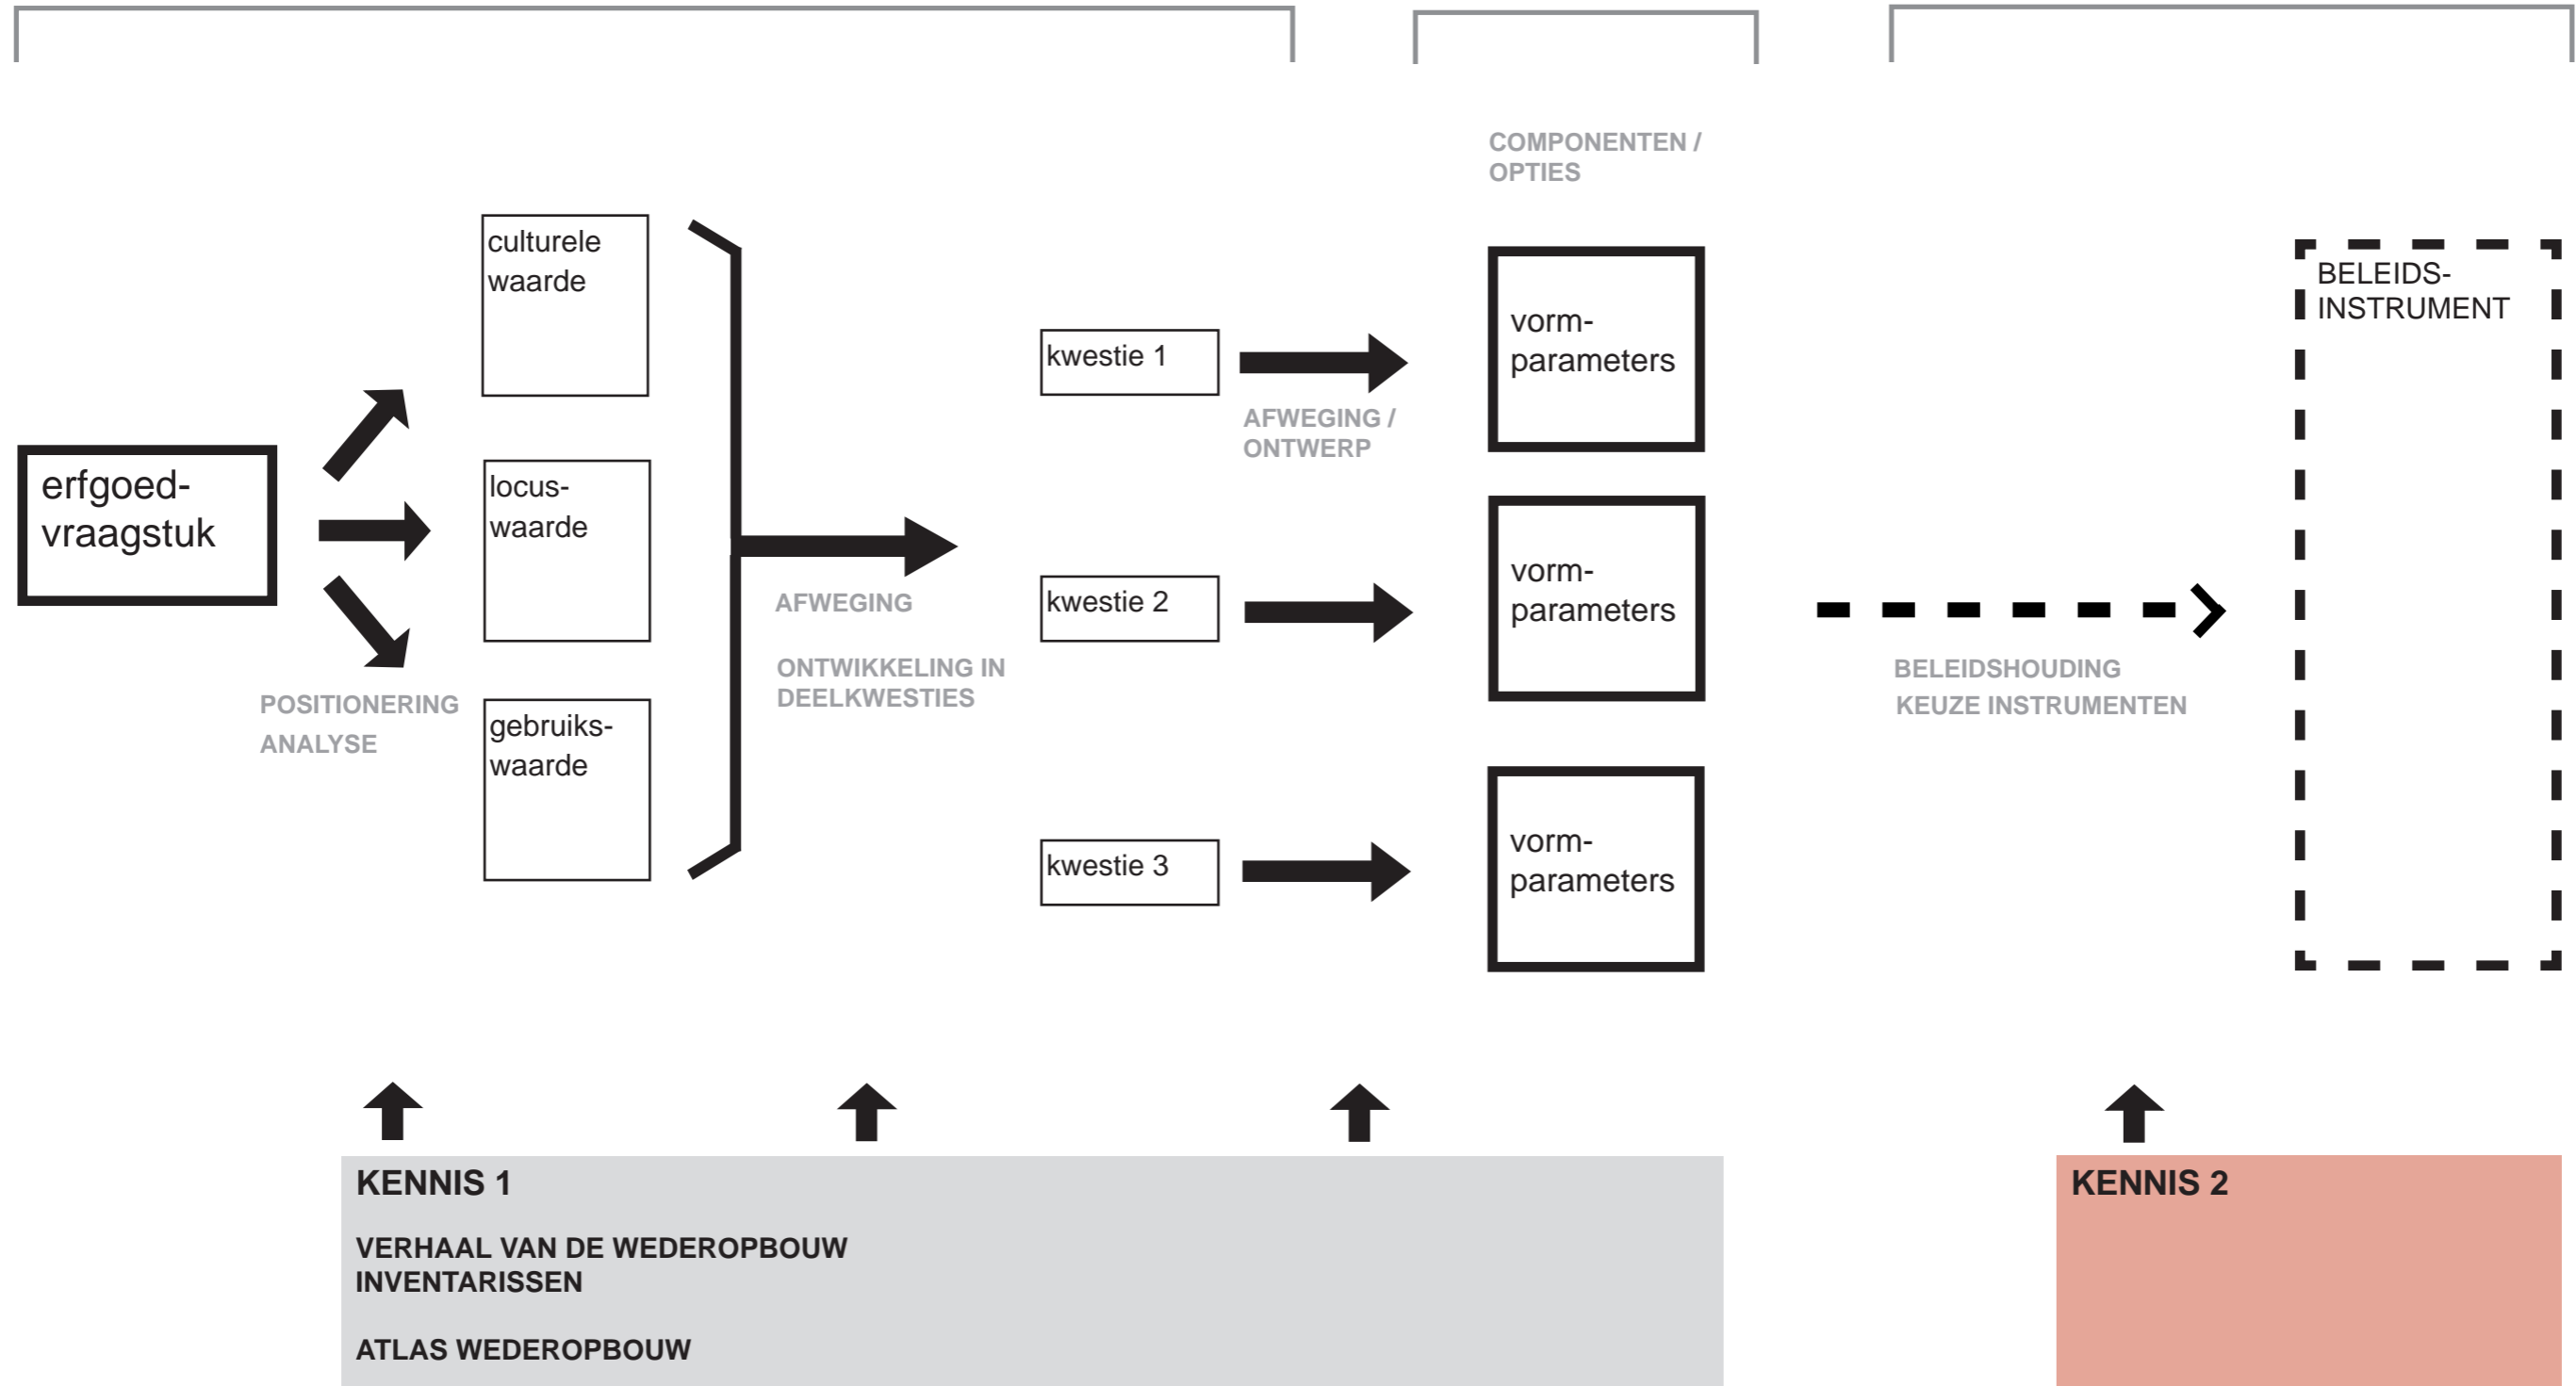 erfgoed-
vraagstuk
POSITIONERING
ANALYSE
culturele
waarde
locus-
waarde
gebruiks-
waarde
AFWEGING
ONTWIKKELING IN
DEELKWESTIES
kwestie 1
kwestie 2
kwestie 3
AFWEGING /
ONTWERP
COMPONENTEN /
OPTIES
vorm-
parameters
vorm-
parameters
vorm-
parameters
BELEIDSHOUDING
KEUZE INSTRUMENTEN
BELEIDS-
INSTRUMENT
KENNIS 1
VERHAAL VAN DE WEDEROPBOUW
INVENTARISSEN
ATLAS WEDEROPBOUW
KENNIS 2